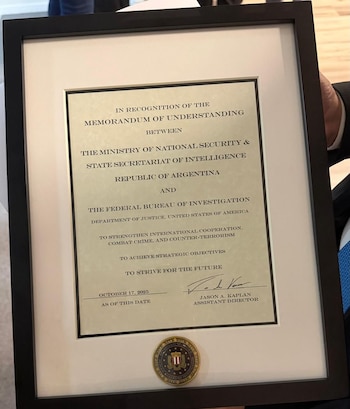 IN RECOGNITION OF THE
MEMORANDUM OF UNDERSTANDING
BETWEEN
THE MINISTRY OF NATIONAL SECURITY &
STATE SECRETARIAT OF INTELLIGENCE
REPUBLIC OF ARGENTINA
AND
THE FEDERAL BUREAU OF INVESTIGATION
DEPARTMENT OF JUSTICE, UNITED STATES OF AMERICA
TO STRENGTHEN INTERNATIONAL COOPERATION
COMBAT CRIME, AND COUNTER-TERRORISM
TO ACHIEVE STRATEGIC OBJECTIVES
TO STRIVE FOR THE FUTURE
OCTOBER 17, 2025
AS OF THIS DATE
JASON A. KAPLAN
ASSISTANT DIRECTOR